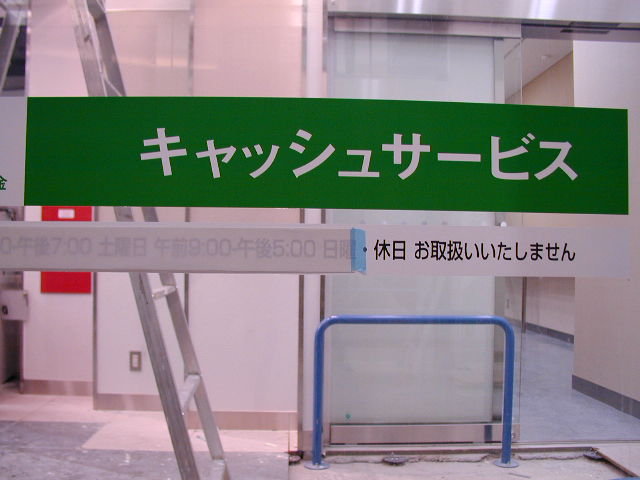 キャッシュサービス
金
0-午後7:00 土曜日 午前9:00-午後5:00 日曜・休日 お取扱いいたしません